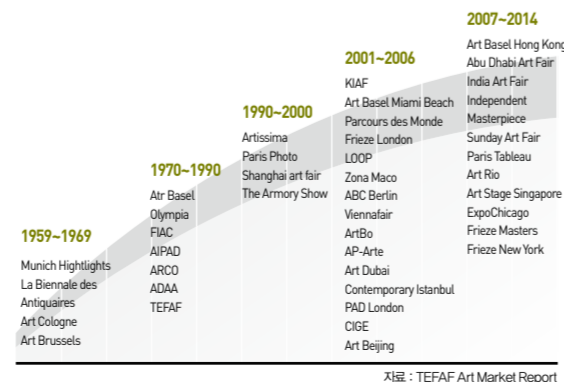 1959~1969
Munich Hightlights
La Biennale des
Antiquaires
Art Cologne
Art Brussels
1970~1990
Atr Basel
Olympia
FIAC
AIPAD
ARCO
ADAA
TEFAF
1990~2000
Artissima
Paris Photo
Shanghai art fair
The Armory Show
2001~2006
KIAF
Art Basel Miami Beach
Parcours des Monde
Frieze London
LOOP
Zona Maco
ABC Berlin
Viennafair
ArtBo
AP-Arte
Art Dubai
Contemporary Istanbul
PAD London
CIGE
Art Beijing
2007~2014
Art Basel Hong Kong
Abu Dhabi Art Fair
India Art Fair
Independent
Masterpiece
Sunday Art Fair
Paris Tableau
Art Rio
Art Stage Singapore
ExpoChicago
Frieze Masters
Frieze New York
자료 : TEFAF Art Market Report